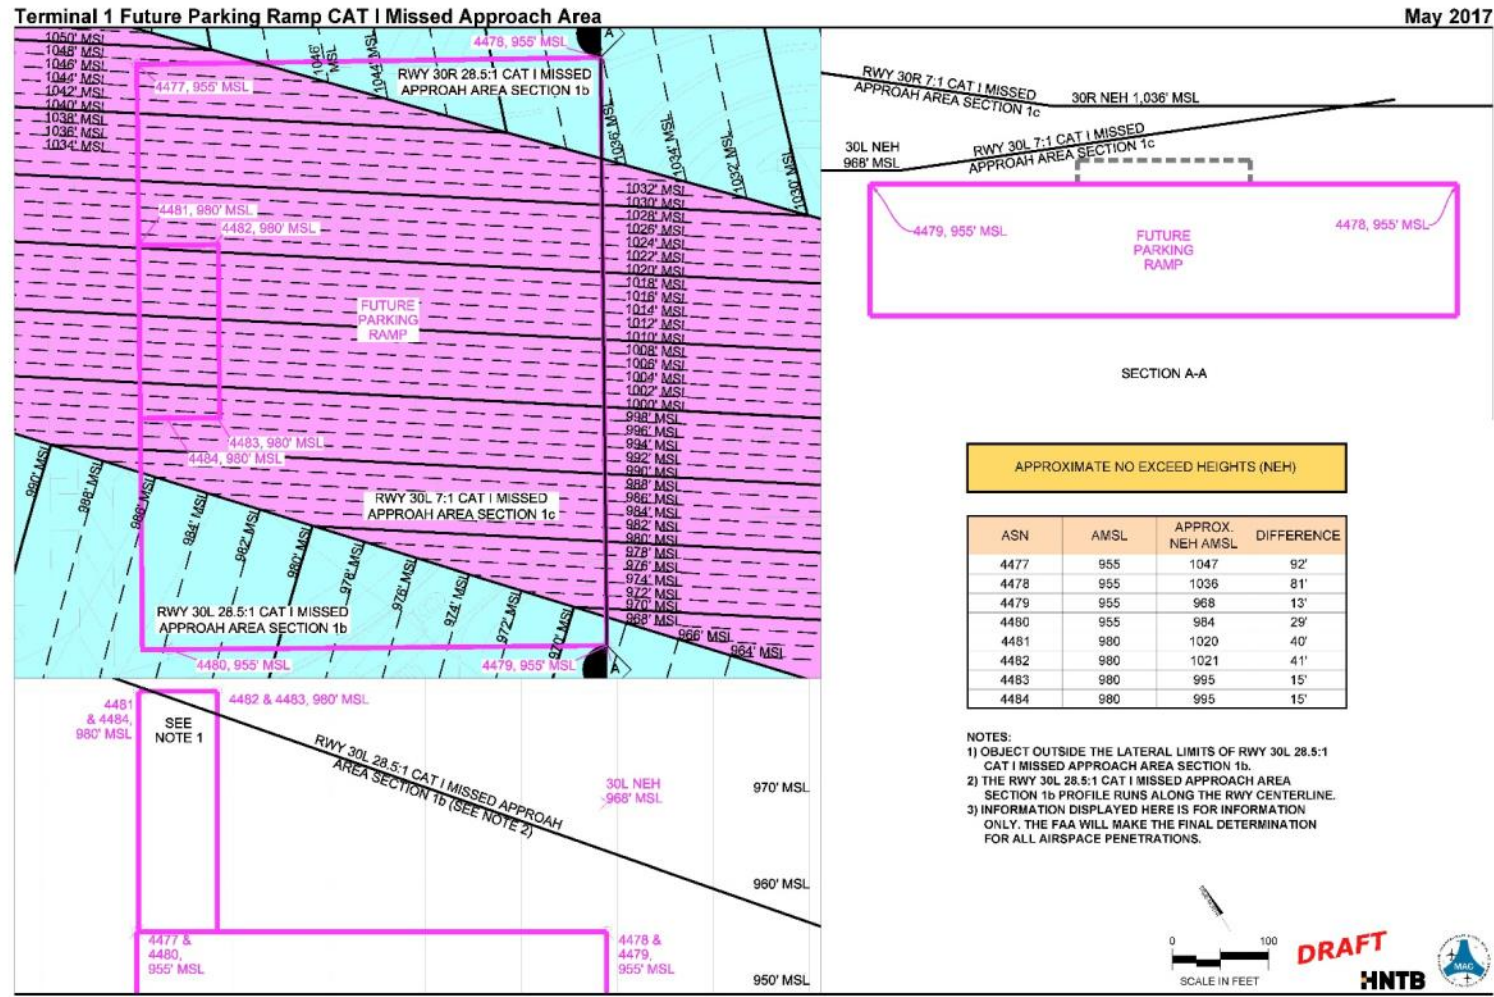 Terminal 1 Future Parking Ramp CAT I Missed Approach Area
May 2017
1050' MSL
1048' MSL
1046' MSL
1044' MSL
1042' MSL
1040' MSL
1038' MSL
1036' MSL
1034' MSL
1046' MSL
1044' MSL
4478, 955' MSL
A
4477, 955' MSL
RWY 30R 28.5:1 CAT I MISSED
APPROAH AREA SECTION 1b
1036' MSL
1034' MSL
1032' MSL
1030' MSL
4481, 980' MSL
4482, 980' MSL
FUTURE
PARKING
RAMP
1032' MSL
1030' MSL
1028' MSL
1026' MSL
1024' MSL
1022' MSL
1020' MSL
1018' MSL
1016' MSL
1014' MSL
1012' MSL
1010' MSL
1008' MSL
1006' MSL
1004' MSL
1002' MSL
1000' MSL
998' MSL
996' MSL
994' MSL
992' MSL
990' MSL
988' MSL
986' MSL
984' MSL
982' MSL
980' MSL
978' MSL
976' MSL
974' MSL
972' MSL
970' MSL
968' MSL
966' MSL
964' MSL
4483, 980' MSL
4484, 980' MSL
RWY 30L 7:1 CAT I MISSED
APPROAH AREA SECTION 1c
990' MSL
988' MSL
986' MSL
984' MSL
982' MSL
980' MSL
978' MSL
976' MSL
974' MSL
972' MSL
970' MSL
RWY 30L 28.5:1 CAT I MISSED
APPROAH AREA SECTION 1b
4480, 955' MSL
4479, 955' MSL
A
4481
& 4484,
980' MSL
SEE
NOTE 1
4482 & 4483, 980' MSL
RWY 30L 28.5:1 CAT I MISSED APPROAH
AREA SECTION 1b (SEE NOTE 2)
30L NEH
968' MSL
970' MSL
960' MSL
950' MSL
4477 &
4480,
955' MSL
4478 &
4479,
955' MSL
RWY 30R 7:1 CAT I MISSED
APPROAH AREA SECTION 1c
30R NEH 1,036' MSL
30L NEH
968' MSL
RWY 30L 7:1 CAT I MISSED
APPROAH AREA SECTION 1c
4479, 955' MSL
FUTURE
PARKING
RAMP
4478, 955' MSL
SECTION A-A
APPROXIMATE NO EXCEED HEIGHTS (NEH)
ASN AMSL APPROX. NEH AMSL DIFFERENCE
4477 955 1047 92'
4478 955 1036 81'
4479 955 968 13'
4480 955 984 29'
4481 980 1020 40'
4482 980 1021 41'
4483 980 995 15'
4484 980 995 15'
NOTES:
1) OBJECT OUTSIDE THE LATERAL LIMITS OF RWY 30L 28.5:1
CAT I MISSED APPROACH AREA SECTION 1b.
2) THE RWY 30L 28.5:1 CAT I MISSED APPROACH AREA
SECTION 1b PROFILE RUNS ALONG THE RWY CENTERLINE.
3) INFORMATION DISPLAYED HERE IS FOR INFORMATION
ONLY. THE FAA WILL MAKE THE FINAL DETERMINATION
FOR ALL AIRSPACE PENETRATIONS.
0 100
SCALE IN FEET
DRAFT
HNTB
MAC